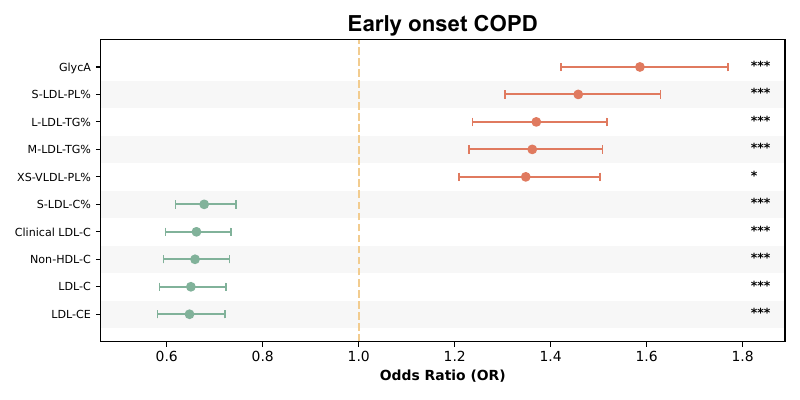 Early onset COPD
GlycA ***
S-LDL-PL% ***
L-LDL-TG% ***
M-LDL-TG% ***
XS-VLDL-PL% *
S-LDL-C% ***
Clinical LDL-C ***
Non-HDL-C ***
LDL-C ***
LDL-CE ***
0.6 0.8 1.0 1.2 1.4 1.6 1.8
Odds Ratio (OR)